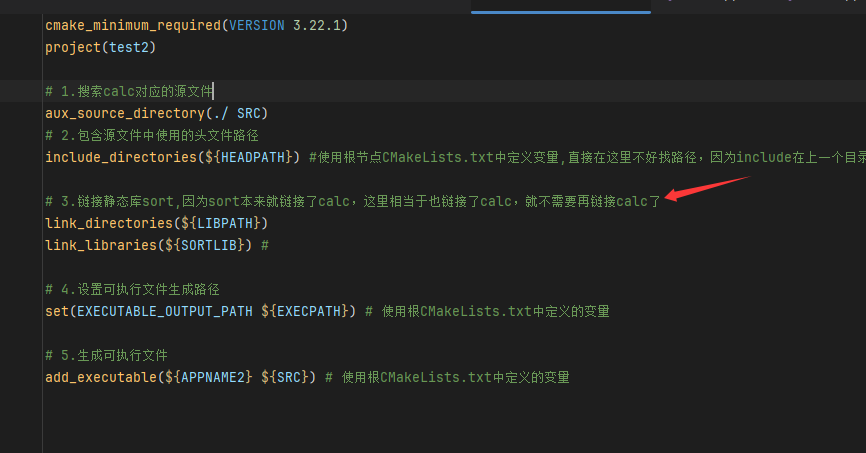 cmake_minimum_required(VERSION 3.22.1)
project(test2)
# 1.搜索calc对应的源文件
aux_source_directory(./ SRC)
# 2.包含源文件中使用的头文件路径
include_directories(${HEADPATH}) #使用根节点CMakeLists.txt中定义变量,直接在这里不好找路径，因为include在上一个目录
# 3.链接静态库sort,因为sort本来就链接了calc，这里相当于也链接了calc，就不需要再链接calc了
link_directories(${LIBPATH})
link_libraries(${SORTLIB}) #
# 4.设置可执行文件生成路径
set(EXECUTABLE_OUTPUT_PATH ${EXECPATH}) # 使用根CMakeLists.txt中定义的变量
# 5.生成可执行文件
add_executable(${APPNAME2} ${SRC}) # 使用根CMakeLists.txt中定义的变量